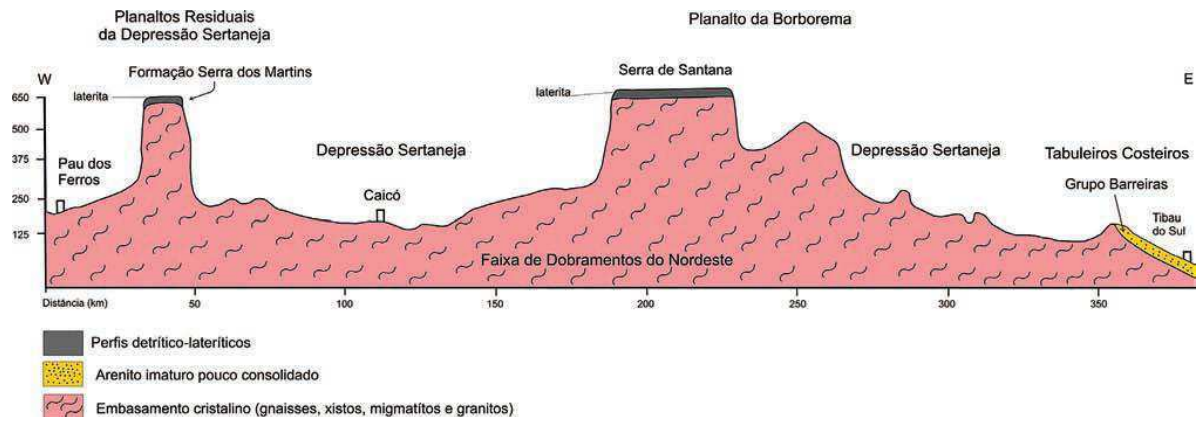 Planaltos Residuais
da Depressão Sertaneja
Planalto da Borborema
W
Formação Serra dos Martins
Serra de Santana
E
laterita
laterita
650
500
375
250
125
Depressão Sertaneja
Depressão Sertaneja
Tabuleiros Costeiros
Pau dos
Ferros
Caicó
Grupo Barreiras
Tibau
do Sul
Faixa de Dobramentos do Nordeste
Distância (km)
50
100
150
200
250
300
350
Perfis detrítico-lateríticos
Arenito imaturo pouco consolidado
Embasamento cristalino (gnaisses, xistos, migmatítos e granitos)